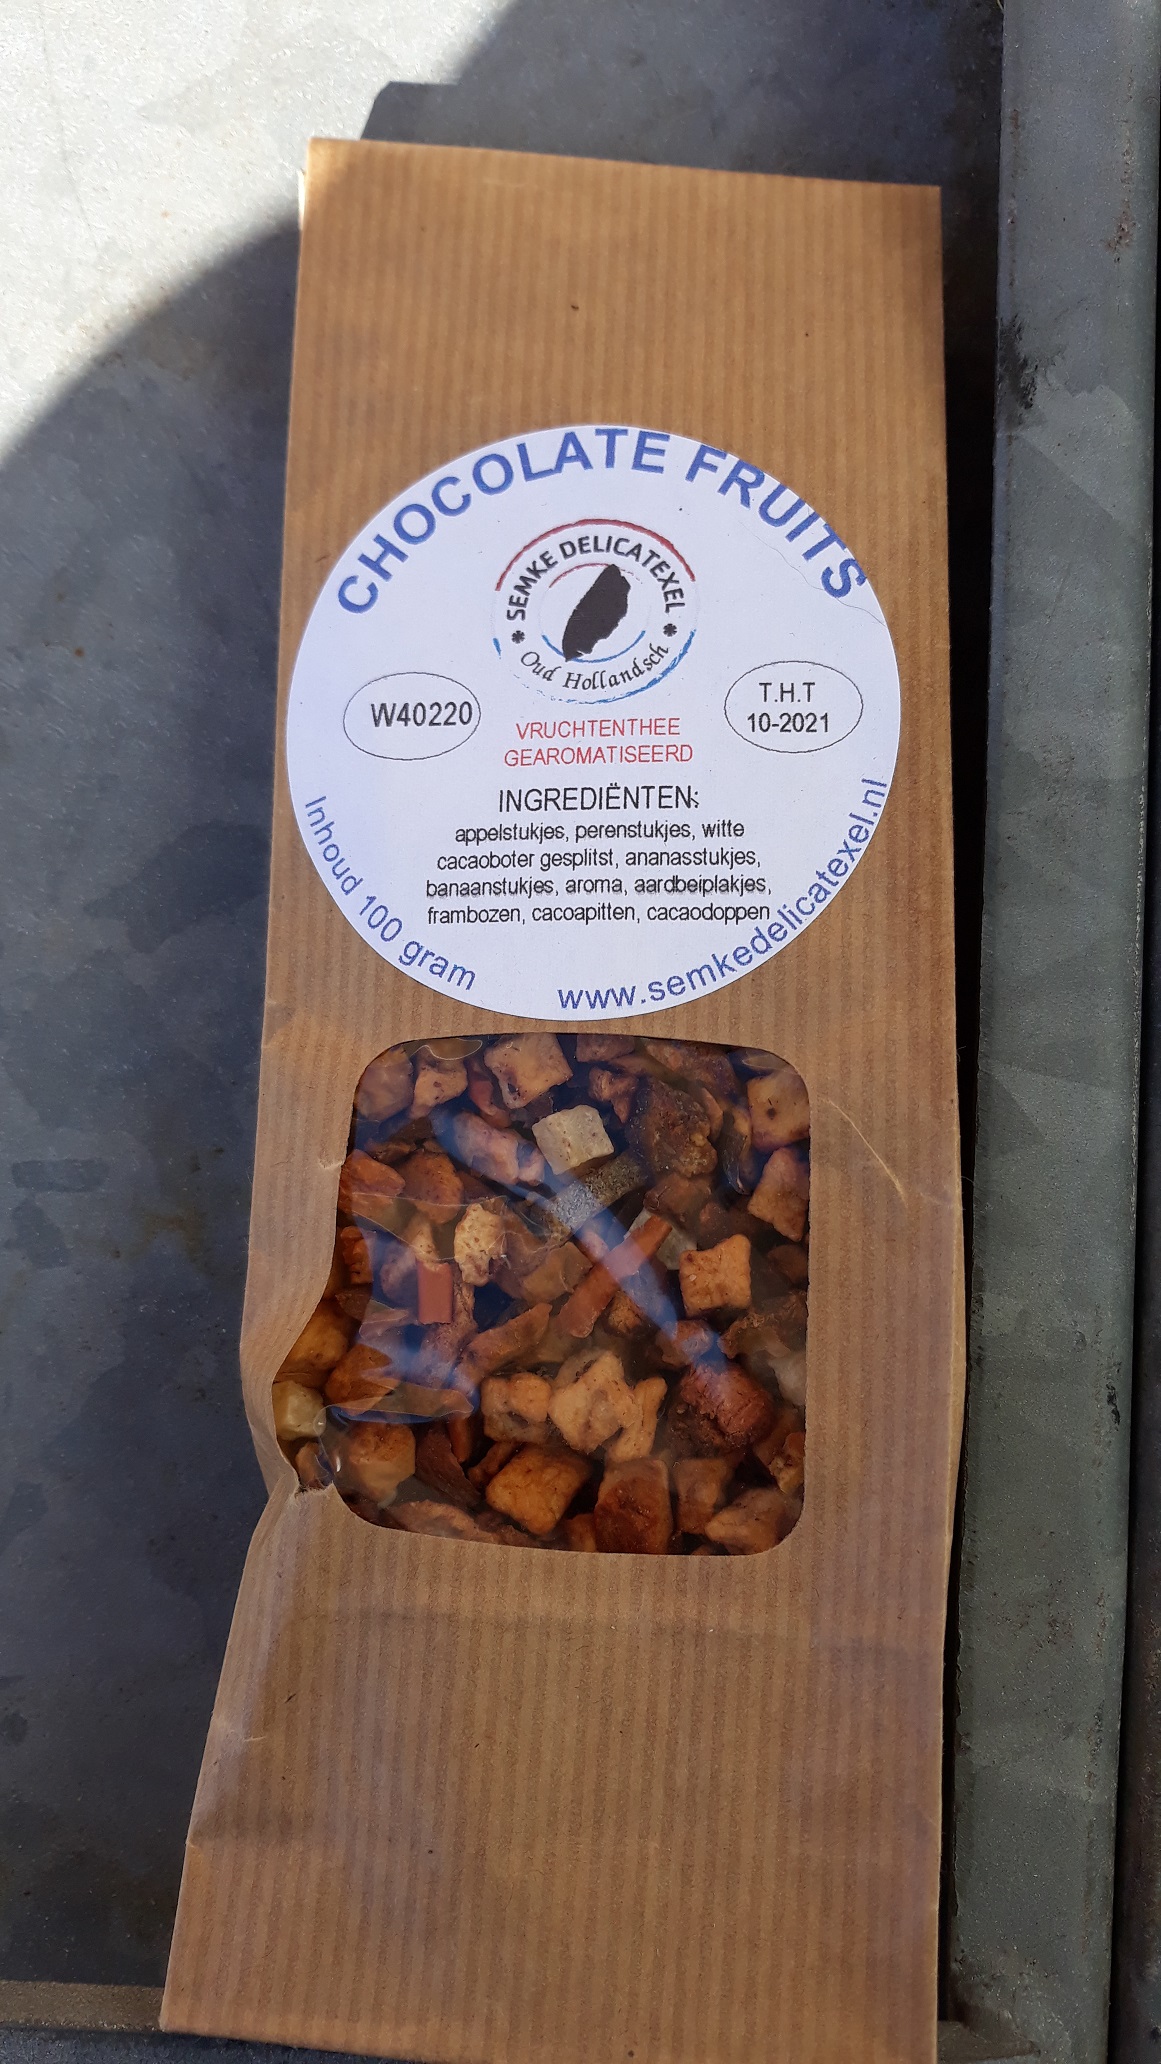 CHOCOLATE FRUITS
SEMKE DELICATEXEL
Oud Hollandsch
W40220
T.H.T
10-2021
VRUCHTENTHEE
GEAROMATISEERD
INGREDIËNTEN:
appelstukjes, perenstukjes, witte
cacaoboter gesplitst, ananasstukjes,
banaanstukjes, aroma, aardbeiplakjes,
frambozen, cacoapitten, cacaodoppen
Inhoud 100 gram
www.semkedelicatexel.nl